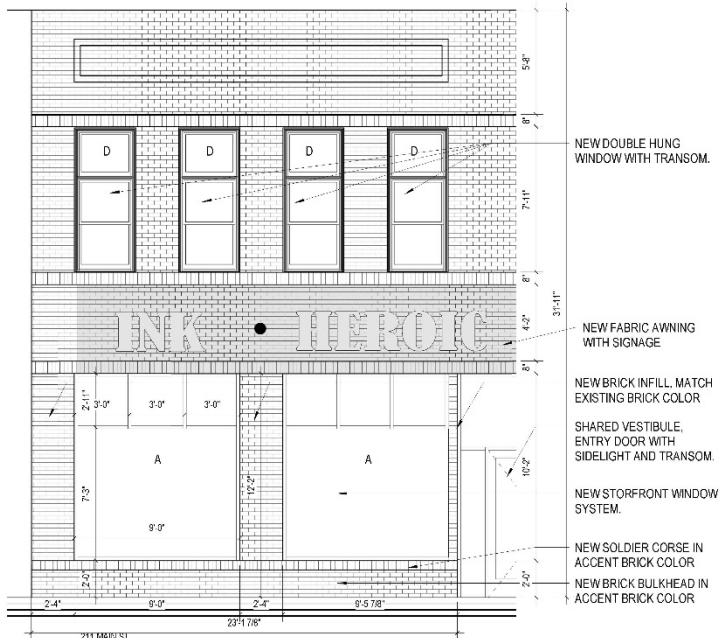 5'-8"
8"
D D D D
NEW DOUBLE HUNG
WINDOW WITH TRANSOM.
7'-11"
8"
31'-11"
INK • HEROIC
4'-2"
NEW FABRIC AWNING
WITH SIGNAGE
8"
NEW BRICK INFILL, MATCH
EXISTING BRICK COLOR
2'-11"
3'-0" 3'-0" 3'-0"
SHARED VESTIBULE,
ENTRY DOOR WITH
SIDELIGHT AND TRANSOM.
A A
10'-2"
7'-3"
12'-2"
NEW STORFRONT WINDOW
SYSTEM.
9'-0"
NEW SOLDIER CORSE IN
ACCENT BRICK COLOR
2'-0"
2'-0"
NEW BRICK BULKHEAD IN
ACCENT BRICK COLOR
2'-4" 9'-0" 2'-4" 9'-5 7/8"
23'-1 7/8"
211 MAIN ST